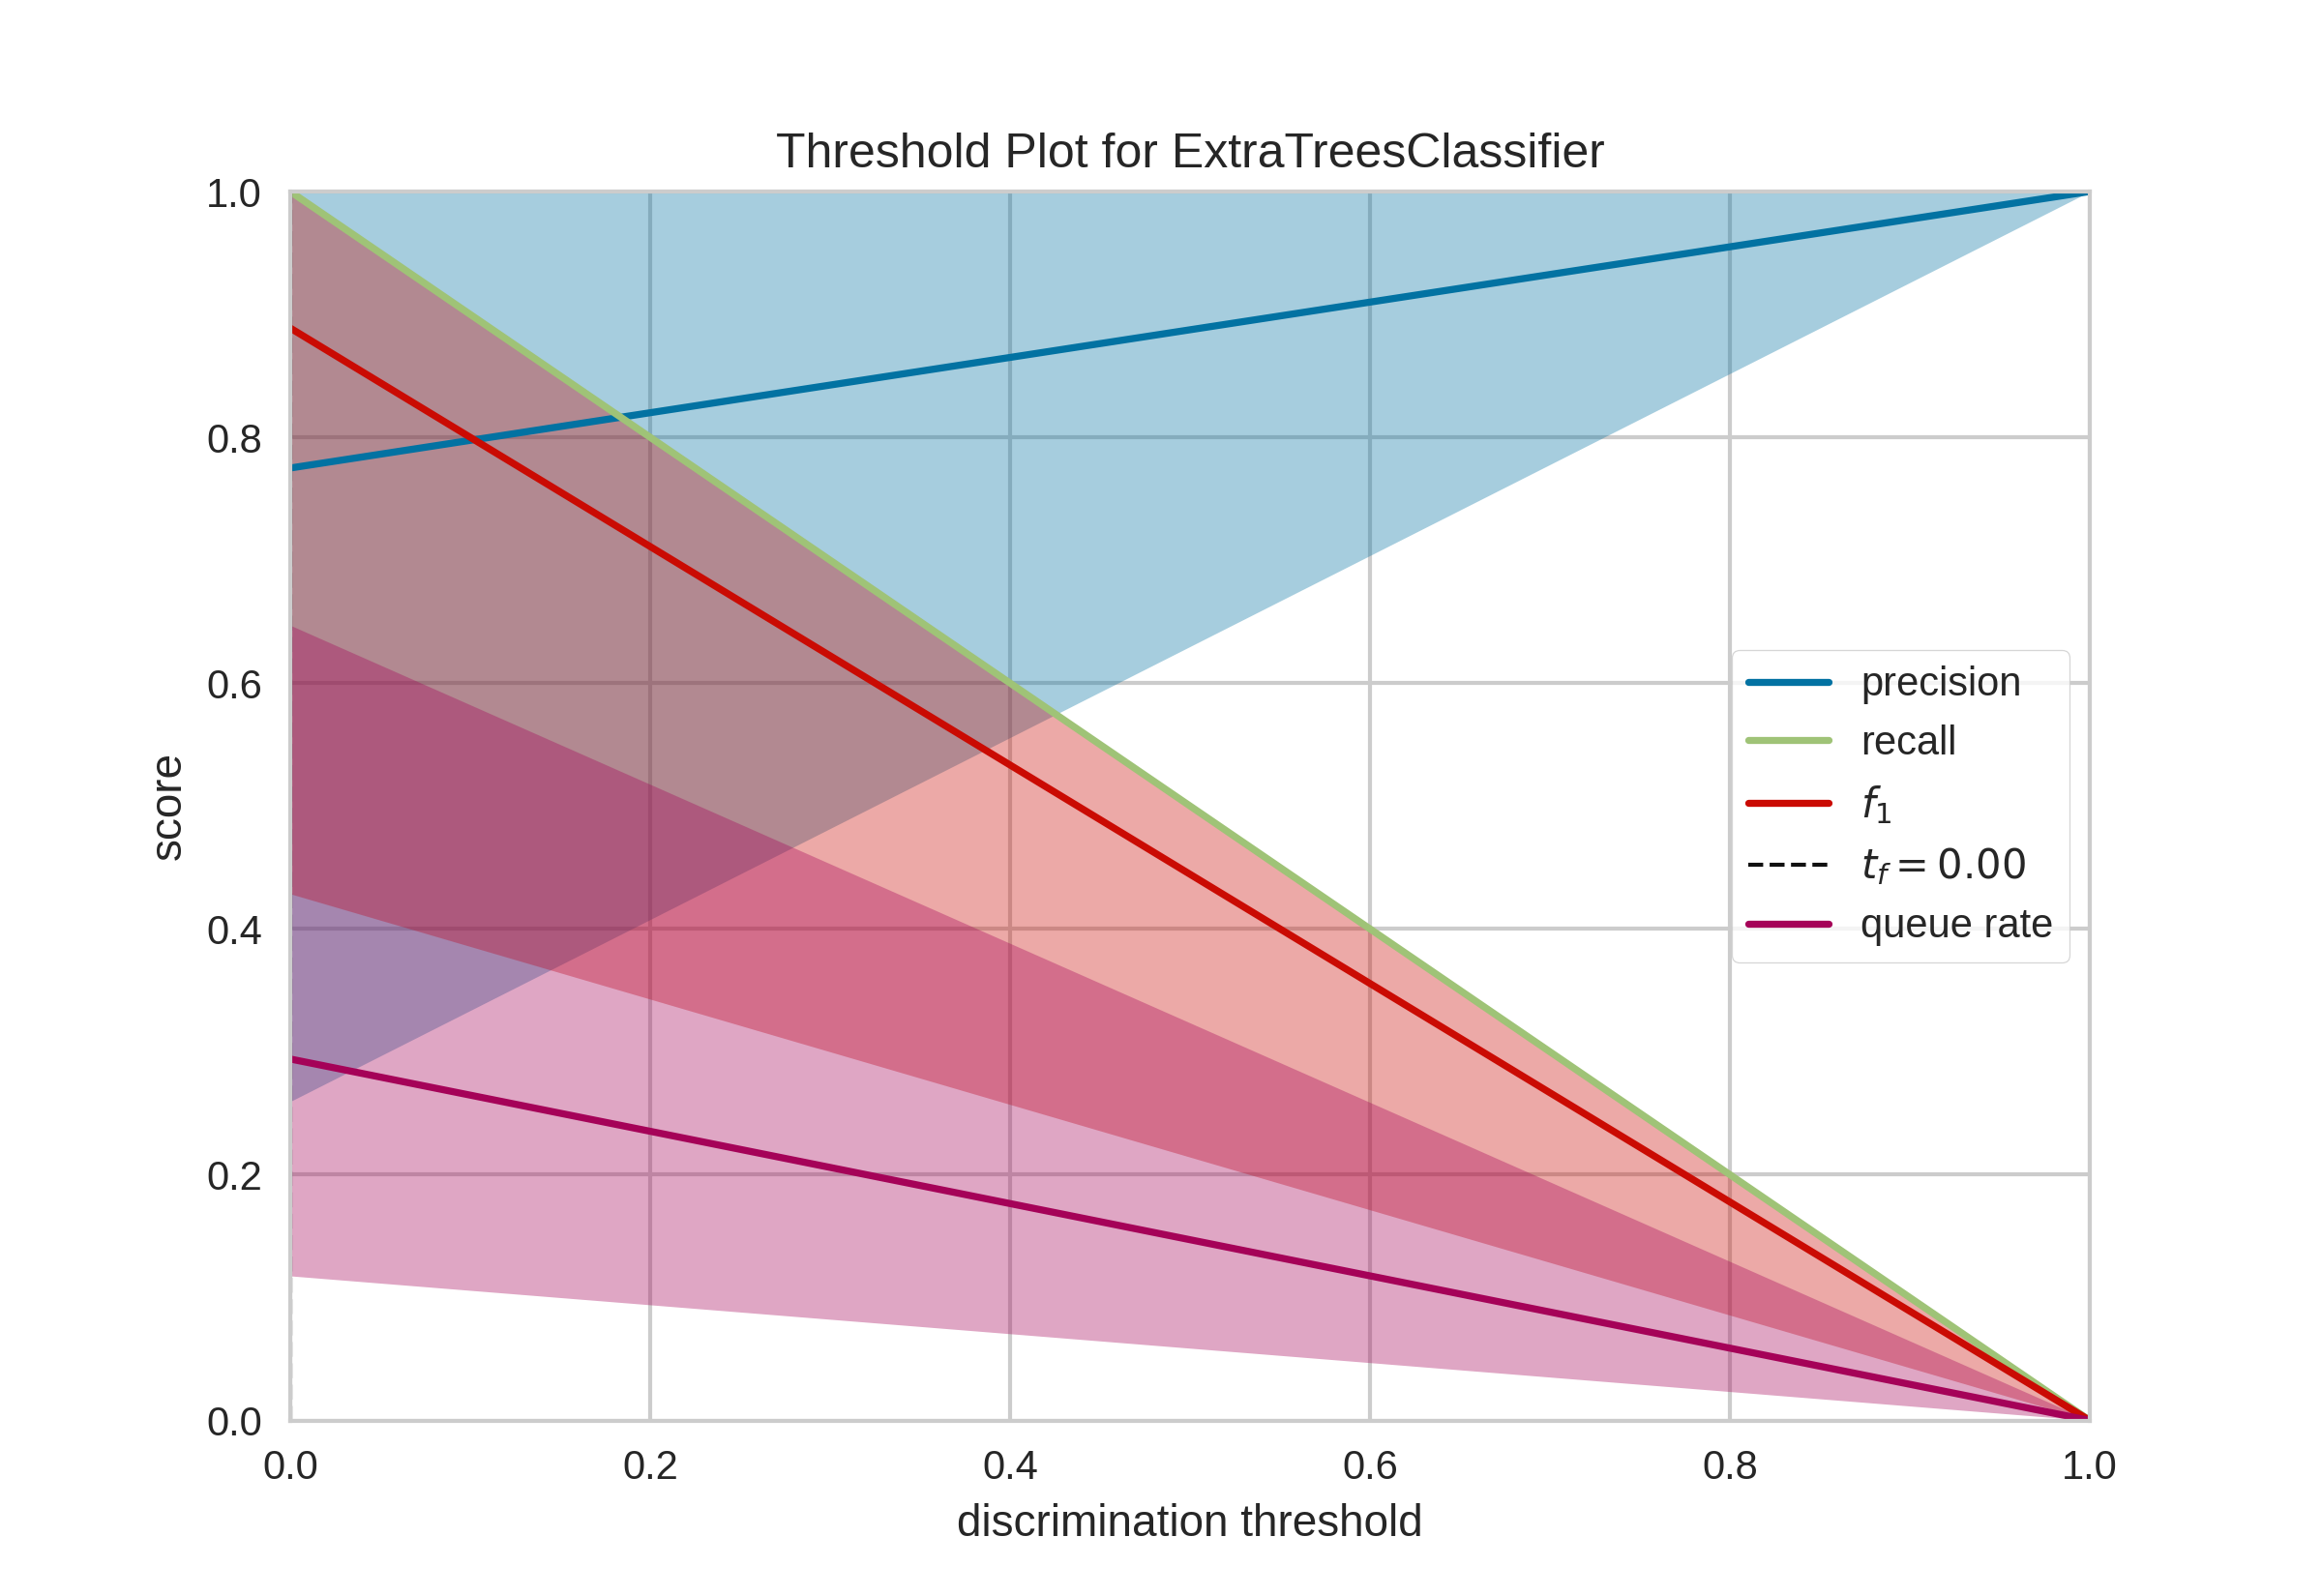 Threshold Plot for ExtraTreesClassifier
1.0
0.8
0.6
0.4
0.2
0.0
score
precision
recall
f₁
t_f = 0.00
queue rate
0.0 0.2 0.4 0.6 0.8 1.0
discrimination threshold